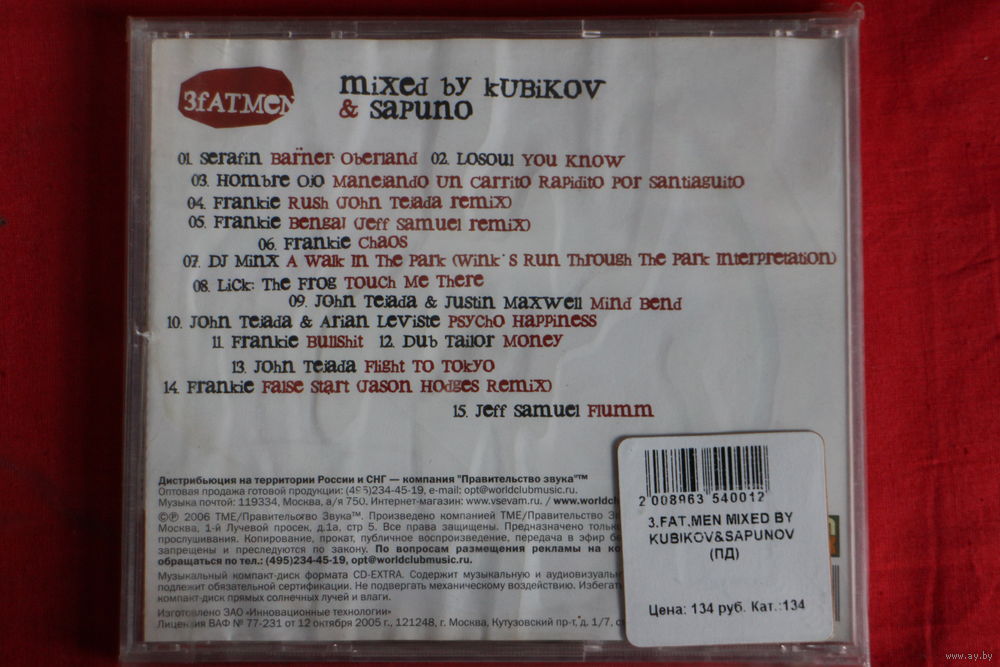 3FATMEN
mixed by KUBIKOV
& SAPUNO
01. Serafin Barner Oberland 02. Losoul You Know
03. Hombre Ojo Manejando Un Carrito Rapidito Por Santiaguito
04. Frankie Rush (John Tejada Remix)
05. Frankie Bengal (Jeff Samuel Remix)
06. Frankie Chaos
07. DJ Minx A Walk In The Park (Wink's Run Through The Park Interpretation)
08. Lick: The Frog Touch Me There
09. John Tejada & Justin Maxwell Mind Bend
10. John Tejada & Arian Leviste Psycho Happiness
11. Frankie Bullshit 12. Dub Tailor Money
13. John Tejada Flight To Tokyo
14. Frankie False Start (Jason Hodges Remix)
15. Jeff Samuel Flumm
Дистрибьюция на территории России и СНГ — компания "Правительство звука"™
Оптовая продажа готовой продукции: (495)234-45-19, e-mail: opt@worldclubmusic.ru.
Музыка почтой: 119334, Москва, а/я 750. Интернет-магазин: www.vsevam.ru. / www.worldcl
©℗ 2006 TME/Правительство Звука™. Произведено компанией TME/Правительство Зву
Москва, 1-й Лучевой просек, д.1а, стр 5. Все права защищены. Предназначено только
прослушивания. Копирование, прокат, публичное воспроизведение, передача в эфир бе
запрещены и преследуются по закону. По вопросам размещения рекламы на ко
обращаться по тел.: (495)234-45-19, opt@worldclubmusic.ru.
Музыкальный компакт-диск формата CD-EXTRA. Содержит музыкальную и аудиовизуальн
подлежит обязательной сертификации. Не подвергать механическому воздействию. Избегат
компакт-диск прямых солнечных лучей и влаги.
Изготовлено ЗАО «Инновационные технологии»
Лицензия ВАФ № 77-231 от 12 октября 2005 г., 121248, г. Москва, Кутузовский пр-т, д.1/7, с
2 008963 540012
3.FAT.MEN MIXED BY
KUBIKOV&SAPUNOV
(ПД)
Цена: 134 руб. Кат.:134
www.ay.by